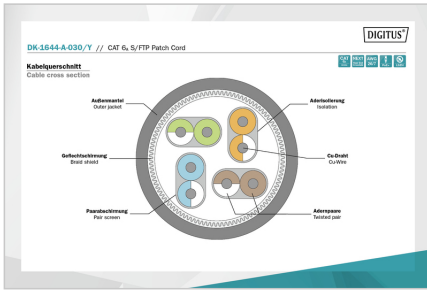 DIGITUS®
DK-1644-A-030/Y // CAT 6A S/FTP Patch Cord
Kabelquerschnitt
Cable cross section
Außenmantel
Outer jacket
Aderisolierung
Isolation
Geflechtschirmung
Braid shield
Cu-Draht
Cu-Wire
Paarabschirmung
Pair screen
Adernpaare
Twisted pair